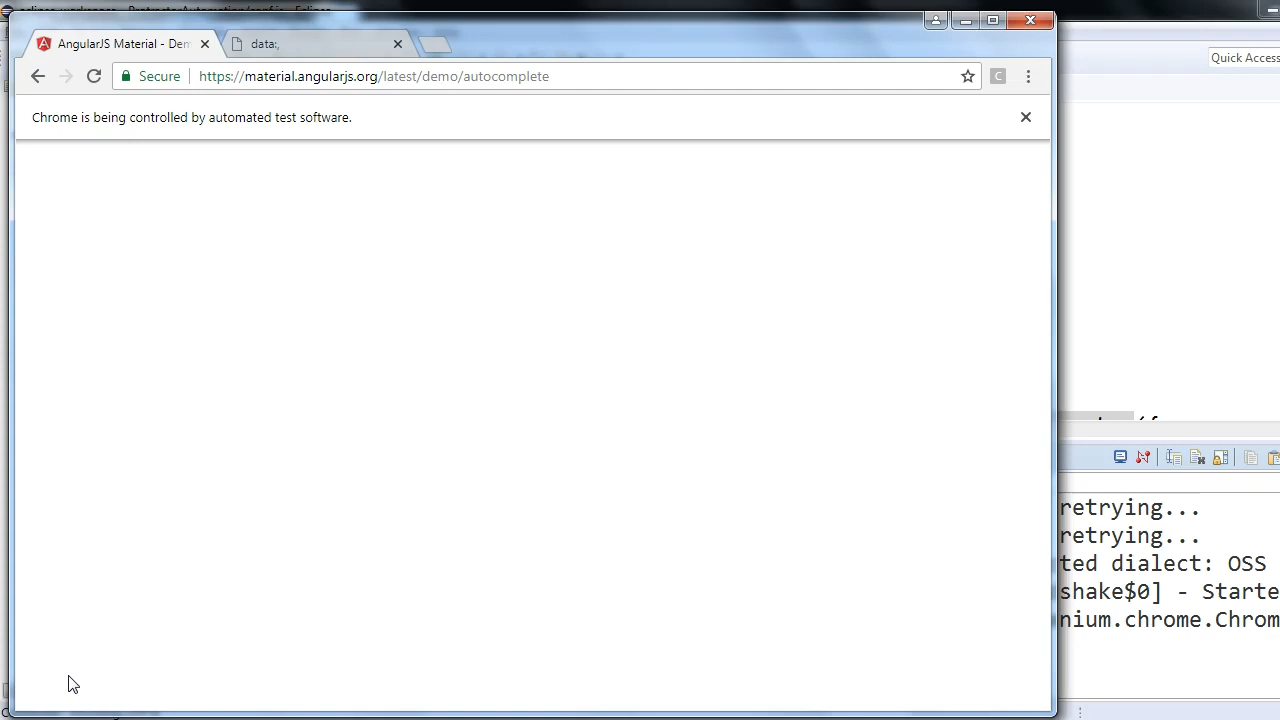 AngularJS Material - Den
data:,
Secure
https://material.angularjs.org/latest/demo/autocomplete
C
Quick Access
Chrome is being controlled by automated test software.
retrying...
retrying...
ted dialect: OSS
shake$0] - Starte
nium.chrome.Chrom